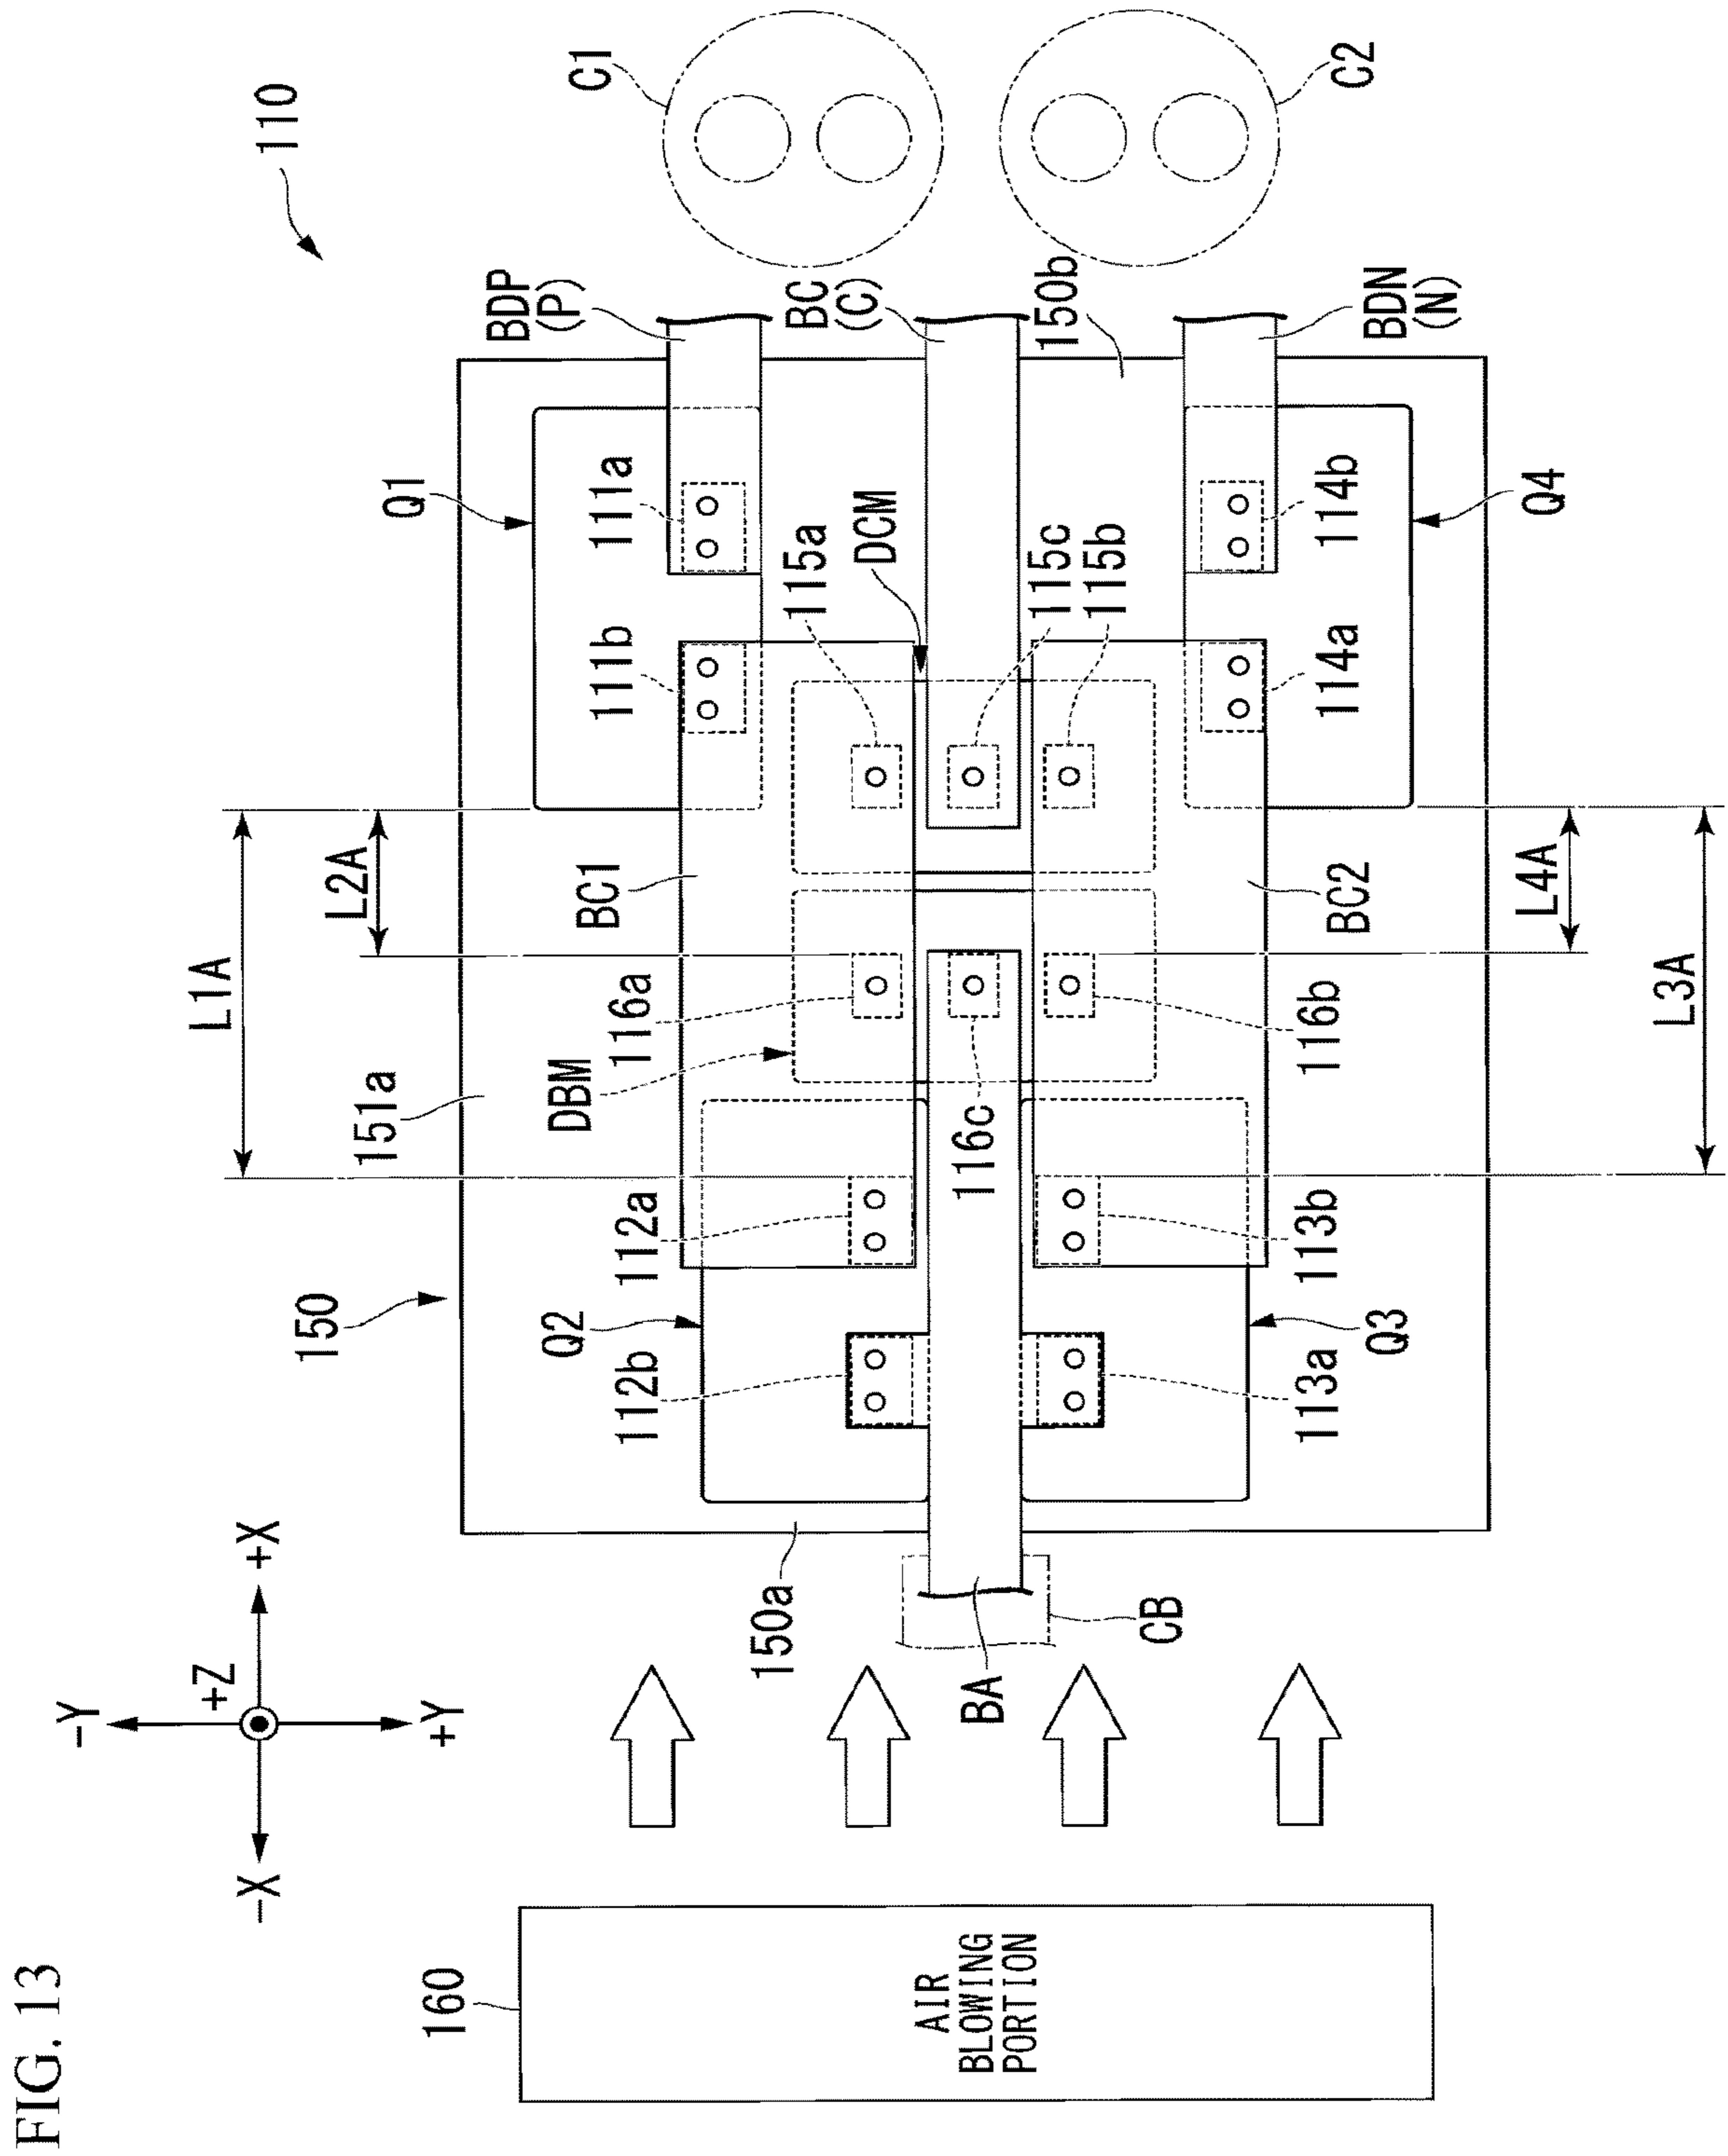 FIG. 13
110
C1
C2
BDP
(P)
BC
(C)
150b
BDN
(N)
Q1
111a
115a
DCM
115c
115b
114b
Q4
111b
114a
L1A
L2A
BC1
BC2
L4A
L3A
151a
DBM
116a
116c
116b
150
Q2
112a
112b
113b
113a
Q3
-Y
+Z
+X
-X
+Y
150a
BA
CB
160
AIR
BLOWING
PORTION